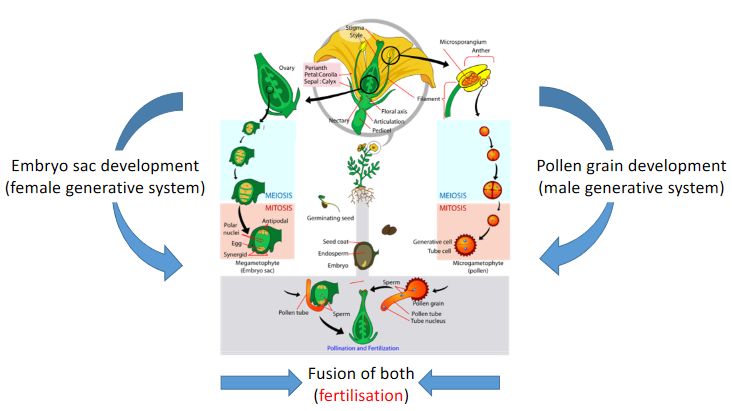 Stigma
Style
Microsporangium
Anther
Ovary
Perianth
Petal:Corolla
Sepal : Calyx
Filament
Floral axis
Nectary
Articulation
Pedicel
Embryo sac development
(female generative system)
Pollen grain development
(male generative system)
MEIOSIS
MITOSIS
MEIOSIS
MITOSIS
Germinating seed
Antipodal
Polar
nuclei
Egg
Synergid
Megametophyte
(Embryo sac)
Seed coat
Endosperm
Embryo
Generative cell
Tube cell
Microgametophyte
(pollen)
Sperm
Pollen grain
Pollen tube
Sperm
Pollen tube
Tube nucleus
Pollination and Fertilization
Fusion of both
(fertilisation)